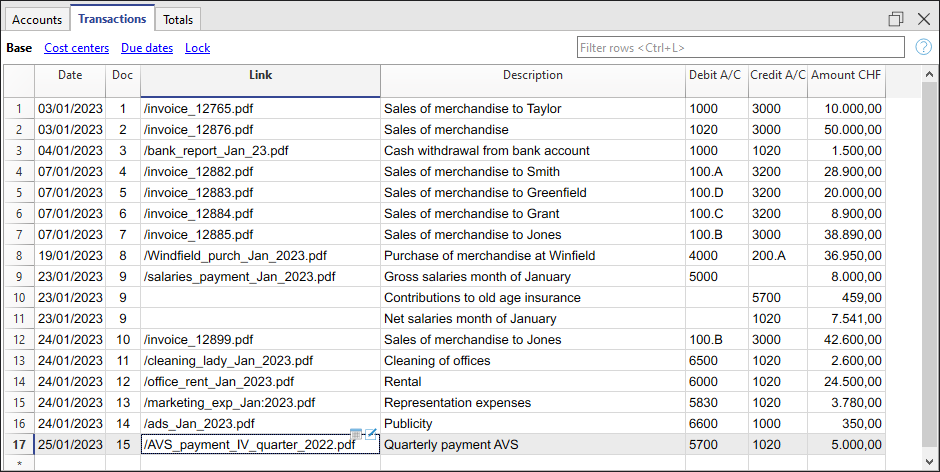 Accounts Transactions Totals
Base Cost centers Due dates Lock Filter rows <Ctrl+L> ?
Date Doc Link Description Debit A/C Credit A/C Amount CHF
1 03/01/2023 1 /invoice_12765.pdf Sales of merchandise to Taylor 1000 3000 10.000,00
2 03/01/2023 2 /invoice_12876.pdf Sales of merchandise 1020 3000 50.000,00
3 04/01/2023 3 /bank_report_Jan_23.pdf Cash withdrawal from bank account 1000 1020 1.500,00
4 07/01/2023 4 /invoice_12882.pdf Sales of merchandise to Smith 100.A 3200 28.900,00
5 07/01/2023 5 /invoice_12883.pdf Sales of merchandise to Greenfield 100.D 3200 20.000,00
6 07/01/2023 6 /invoice_12884.pdf Sales of merchandise to Grant 100.C 3200 8.900,00
7 07/01/2023 7 /invoice_12885.pdf Sales of merchandise to Jones 100.B 3000 38.890,00
8 19/01/2023 8 /Windfield_purch_Jan_2023.pdf Purchase of merchandise at Winfield 4000 200.A 36.950,00
9 23/01/2023 9 /salaries_payment_Jan_2023.pdf Gross salaries month of January 5000 8.000,00
10 23/01/2023 9 Contributions to old age insurance 5700 459,00
11 23/01/2023 9 Net salaries month of January 1020 7.541,00
12 24/01/2023 10 /invoice_12899.pdf Sales of merchandise to Jones 100.B 3000 42.600,00
13 24/01/2023 11 /cleaning_lady_Jan_2023.pdf Cleaning of offices 6500 1020 2.600,00
14 24/01/2023 12 /office_rent_Jan_2023.pdf Rental 6000 1020 24.500,00
15 24/01/2023 13 /marketing_exp_Jan:2023.pdf Representation expenses 5830 1020 3.780,00
16 24/01/2023 14 /ads_Jan_2023.pdf Publicity 6600 1000 350,00
17 25/01/2023 15 /AVS_payment_IV_quarter_2022.pdf Quarterly payment AVS 5700 1020 5.000,00
*